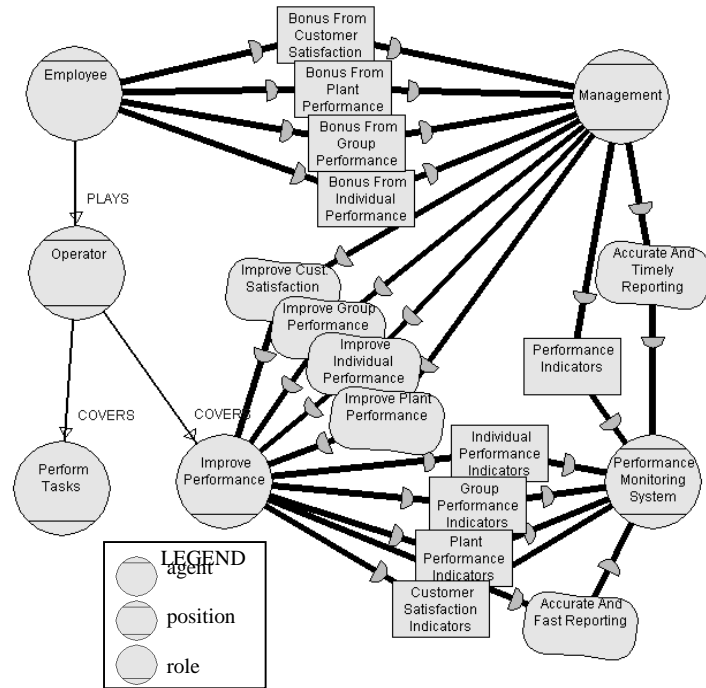 Bonus From
Customer
Satisfaction
Employee
Bonus From
Plant
Performance
Management
Bonus From
Group
Performance
Bonus From
Individual
Performance
PLAYS
Operator
Accurate And
Timely
Reporting
Improve Cust.
Satisfaction
Improve Group
Performance
Improve
Individual
Performance
Performance
Indicators
Improve Plant
Performance
COVERS
COVERS
Individual
Performance
Indicators
Perform
Tasks
Improve
Performance
Performance
Monitoring
System
Group
Performance
Indicators
Plant
Performance
Indicators
Customer
Satisfaction
Indicators
Accurate And
Fast Reporting
LEGEND
agent
position
role